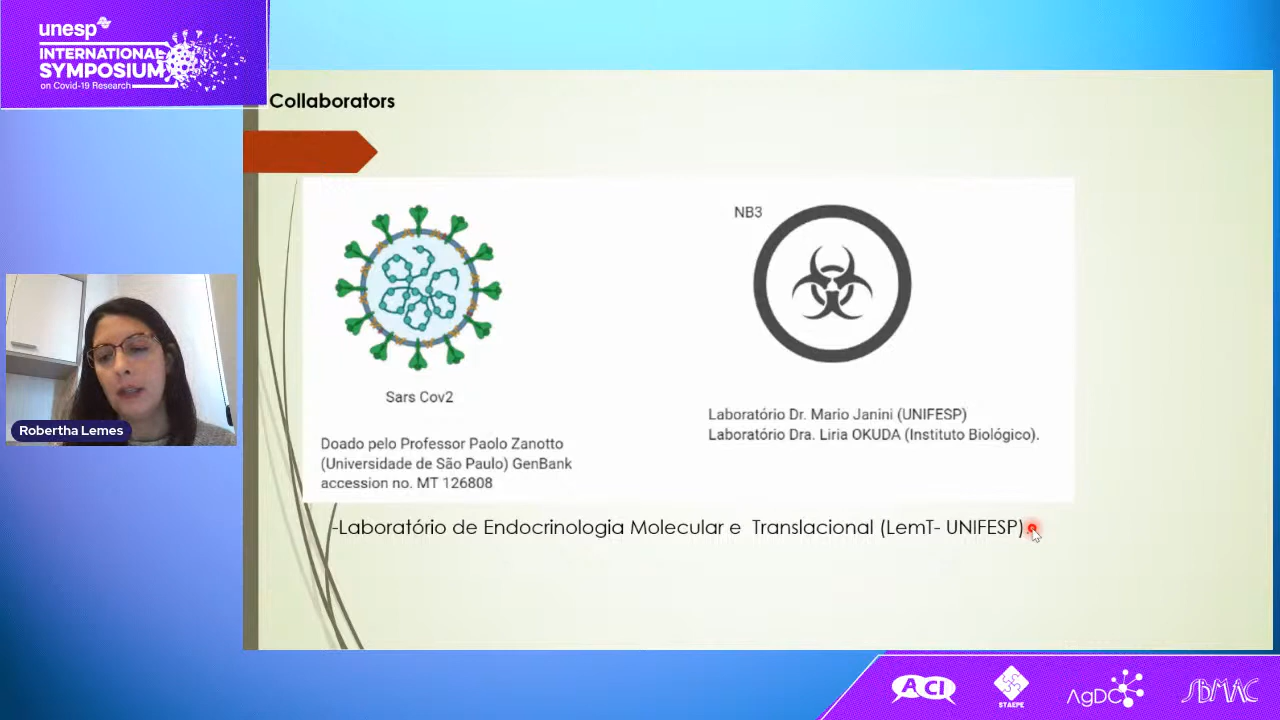 unesp
INTERNATIONAL
SYMPOSIUM
on Covid-19 Research
Collaborators
NB3
Sars Cov2
Doado pelo Professor Paolo Zanotto
(Universidade de São Paulo) GenBank
accession no. MT 126808
Laboratório Dr. Mario Janini (UNIFESP)
Laboratório Dra. Liria OKUDA (Instituto Biológico).
-Laboratório de Endocrinologia Molecular e Translacional (LemT- UNIFESP)
Robertha Lemes
ACI
STAEPE
AgDC
SBMAC